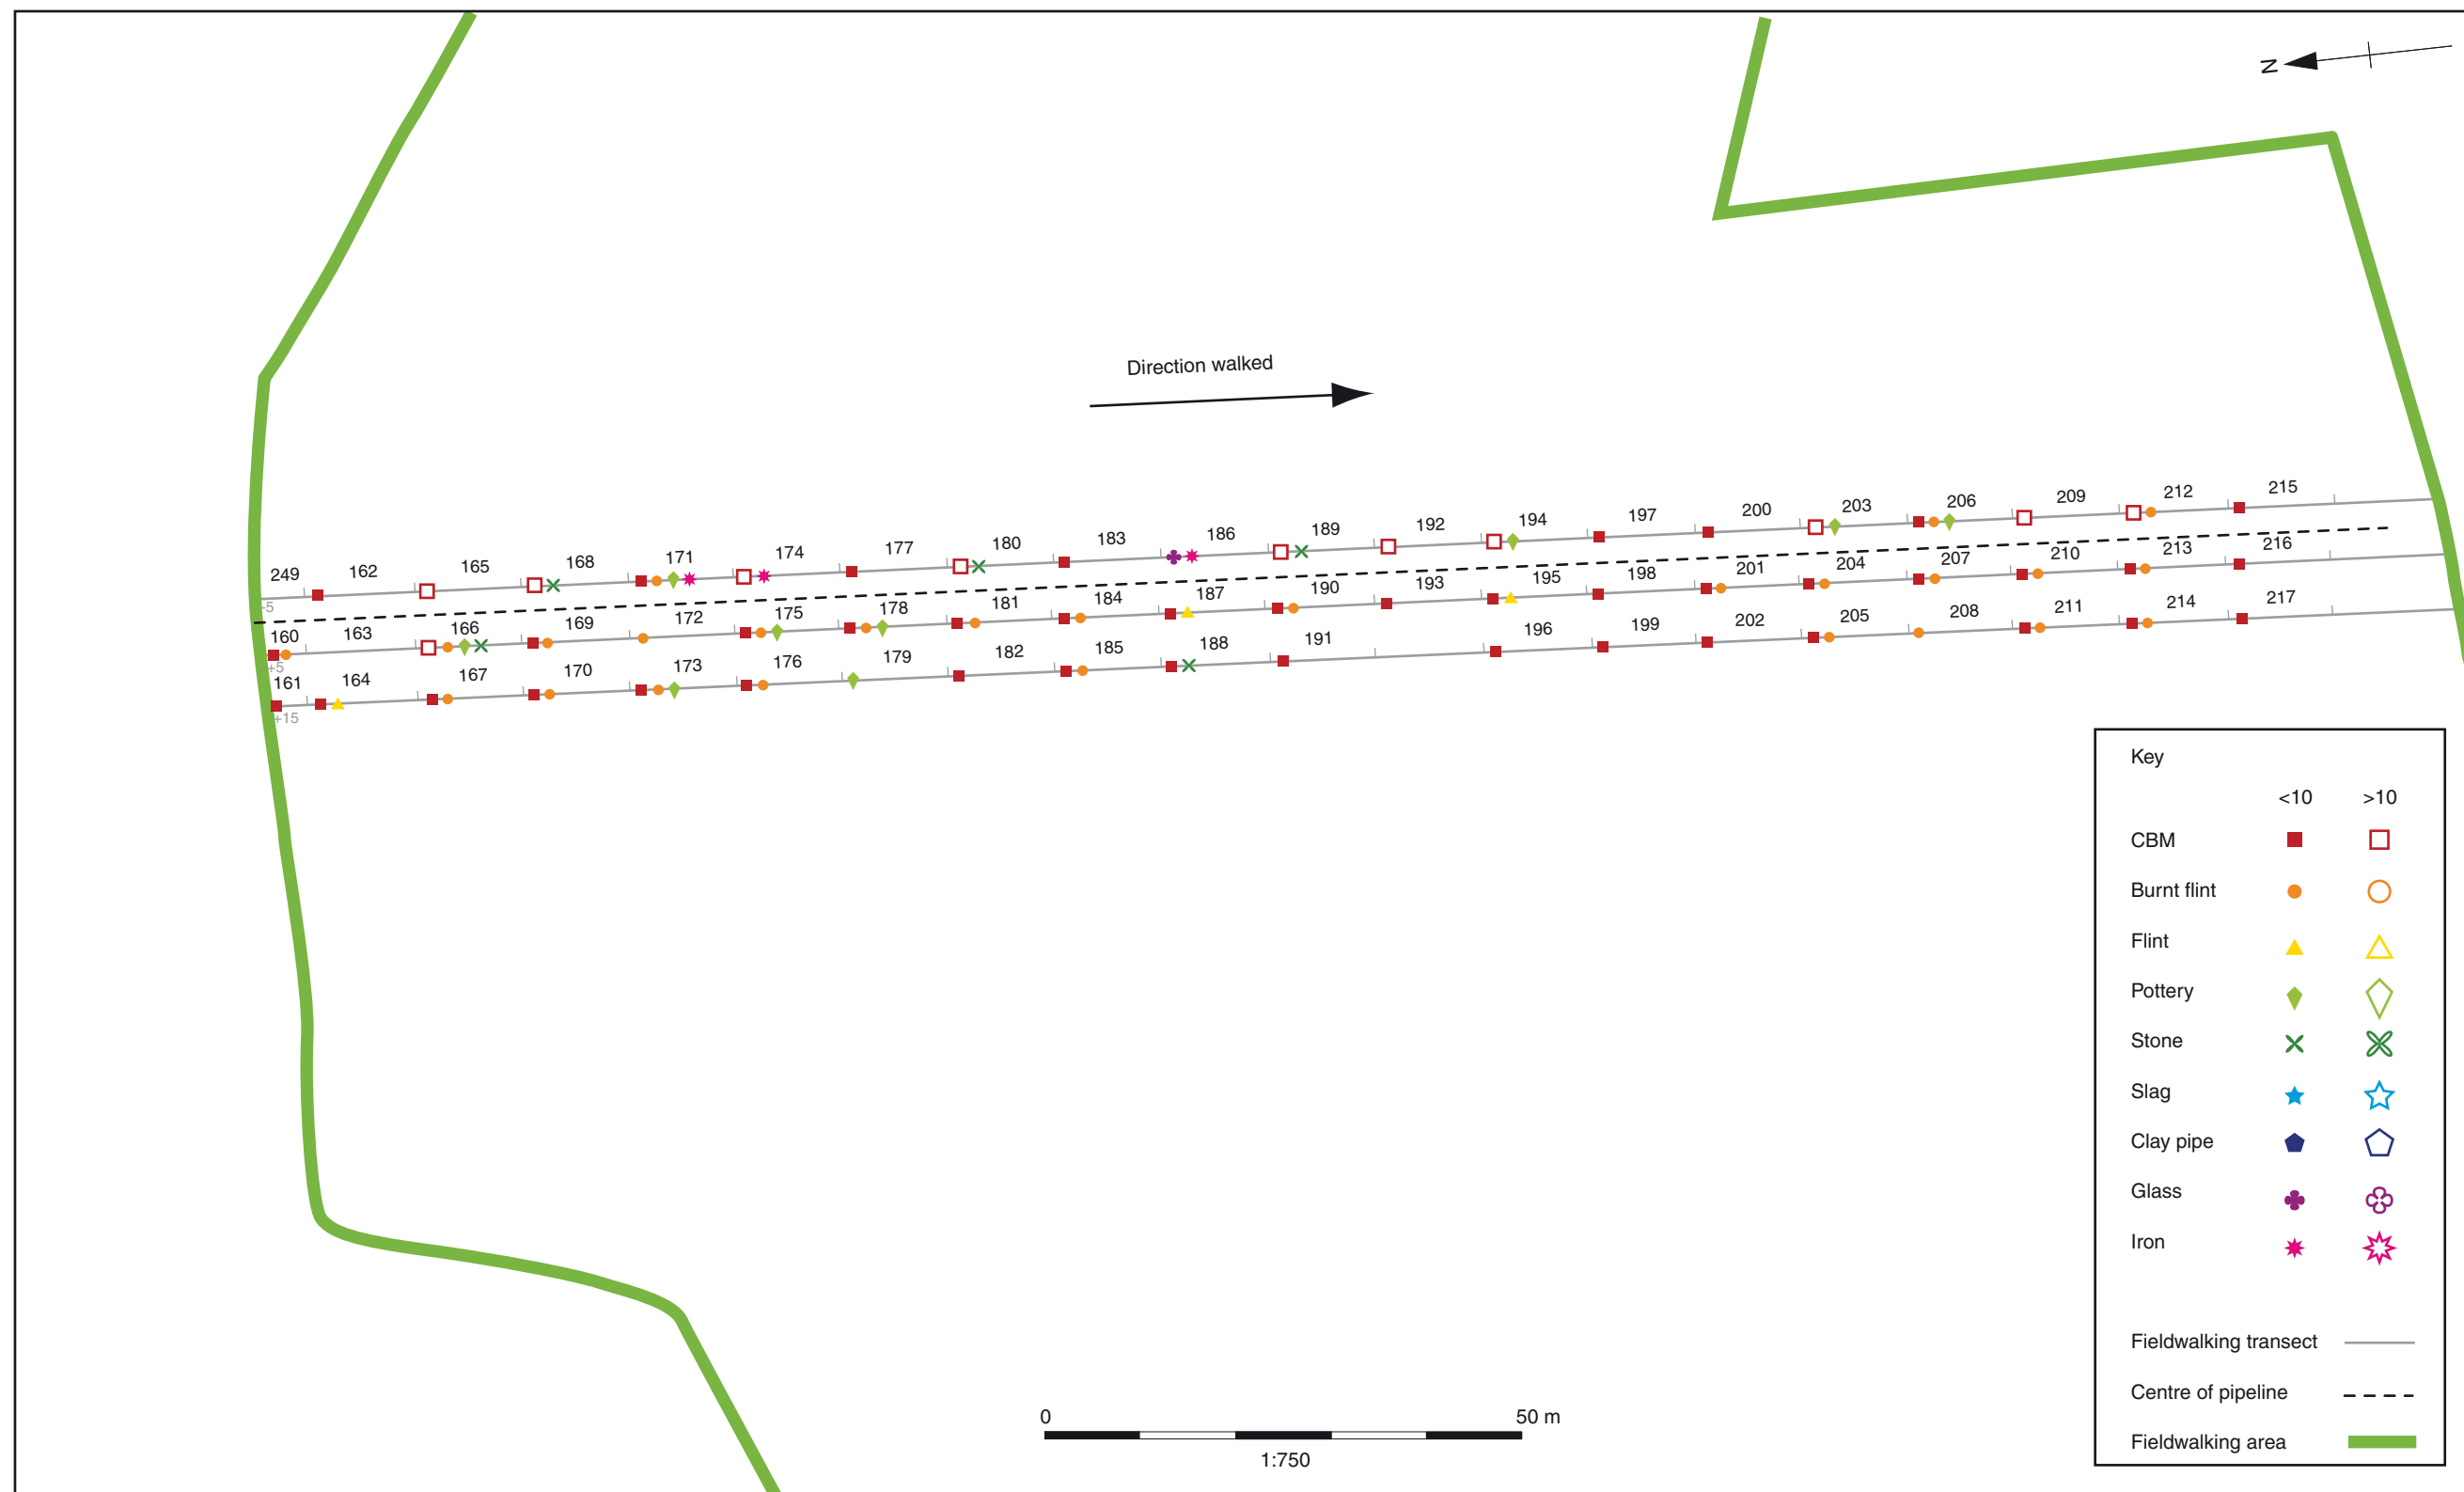 N
Direction walked
249 162 165 168 171 174 177 180 183 186 189 192 194 197 200 203 206 209 212 215
-5
160 163 166 169 172 175 178 181 184 187 190 193 195 198 201 204 207 210 213 216
+5
161 164 167 170 173 176 179 182 185 188 191 196 199 202 205 208 211 214 217
+15
Key
<10 >10
CBM
Burnt flint
Flint
Pottery
Stone
Slag
Clay pipe
Glass
Iron
Fieldwalking transect
Centre of pipeline
Fieldwalking area
0 50 m
1:750